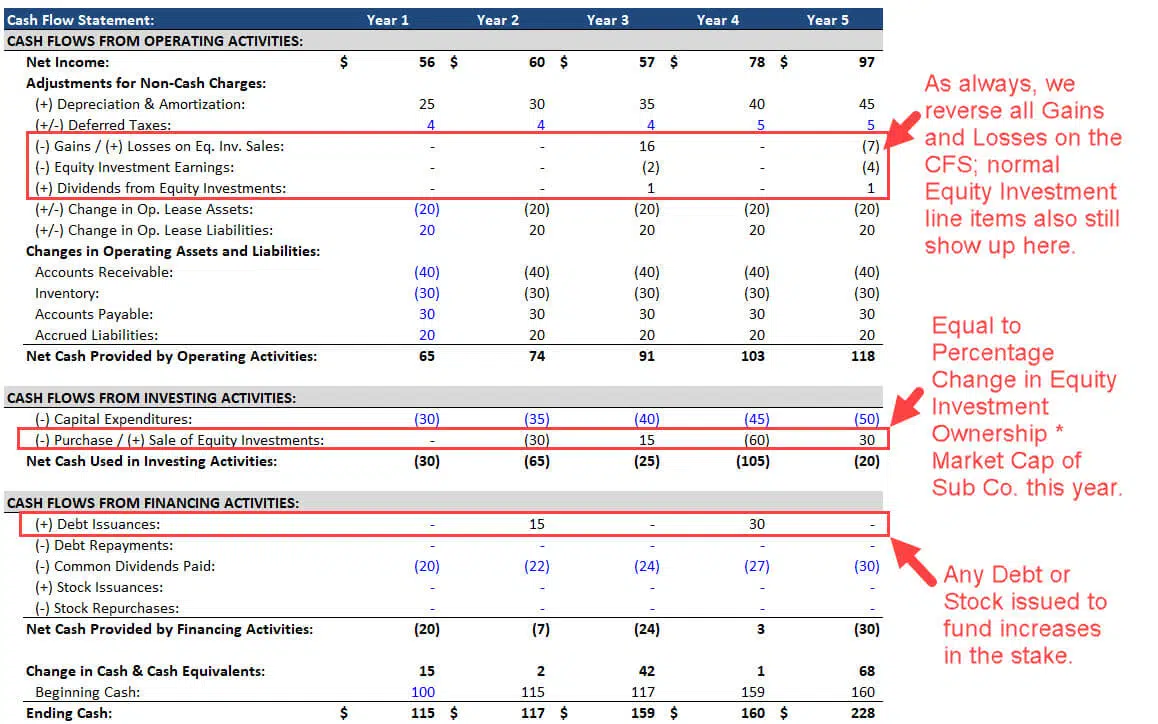 Cash Flow Statement: Year 1 Year 2 Year 3 Year 4 Year 5
CASH FLOWS FROM OPERATING ACTIVITIES:
Net Income: $ 56 $ 60 $ 57 $ 78 $ 97
Adjustments for Non-Cash Charges:
(+) Depreciation & Amortization: 25 30 35 40 45
(+/-) Deferred Taxes: 4 4 4 5 5
(-) Gains / (+) Losses on Eq. Inv. Sales: - - 16 - (7)
(-) Equity Investment Earnings: - - (2) - (4)
(+) Dividends from Equity Investments: - - 1 - 1
(+/-) Change in Op. Lease Assets: (20) (20) (20) (20) (20)
(+/-) Change in Op. Lease Liabilities: 20 20 20 20 20
Changes in Operating Assets and Liabilities:
Accounts Receivable: (40) (40) (40) (40) (40)
Inventory: (30) (30) (30) (30) (30)
Accounts Payable: 30 30 30 30 30
Accrued Liabilities: 20 20 20 20 20
Net Cash Provided by Operating Activities: 65 74 91 103 118
CASH FLOWS FROM INVESTING ACTIVITIES:
(-) Capital Expenditures: (30) (35) (40) (45) (50)
(-) Purchase / (+) Sale of Equity Investments: - (30) 15 (60) 30
Net Cash Used in Investing Activities: (30) (65) (25) (105) (20)
CASH FLOWS FROM FINANCING ACTIVITIES:
(+) Debt Issuances: - 15 - 30 -
(-) Debt Repayments: - - - - -
(-) Common Dividends Paid: (20) (22) (24) (27) (30)
(+) Stock Issuances: - - - - -
(-) Stock Repurchases: - - - - -
Net Cash Provided by Financing Activities: (20) (7) (24) 3 (30)
Change in Cash & Cash Equivalents: 15 2 42 1 68
Beginning Cash: 100 115 117 159 160
Ending Cash: $ 115 $ 117 $ 159 $ 160 $ 228
As always, we
reverse all Gains
and Losses on the
CFS; normal
Equity Investment
line items also still
show up here.
Equal to
Percentage
Change in Equity
Investment
Ownership *
Market Cap of
Sub Co. this year.
Any Debt or
Stock issued to
fund increases
in the stake.